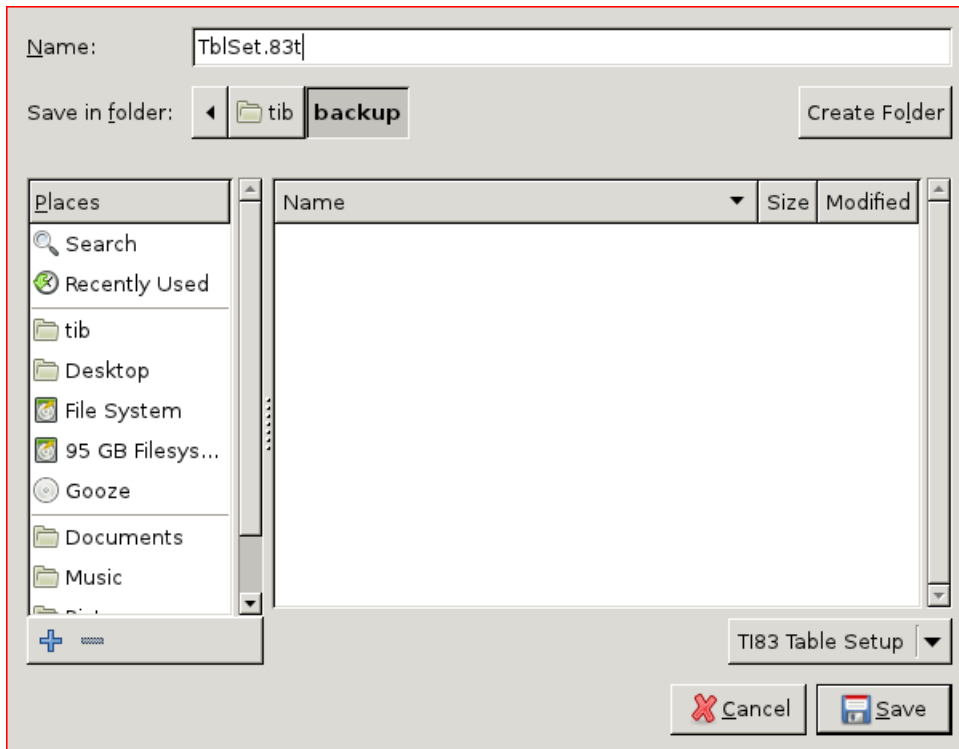 Name: TblSet.83t
Save in folder: tib backup Create Folder
Places
Search
Recently Used
tib
Desktop
File System
95 GB Filesys...
Gooze
Documents
Music
Name Size Modified
TI83 Table Setup
Cancel Save